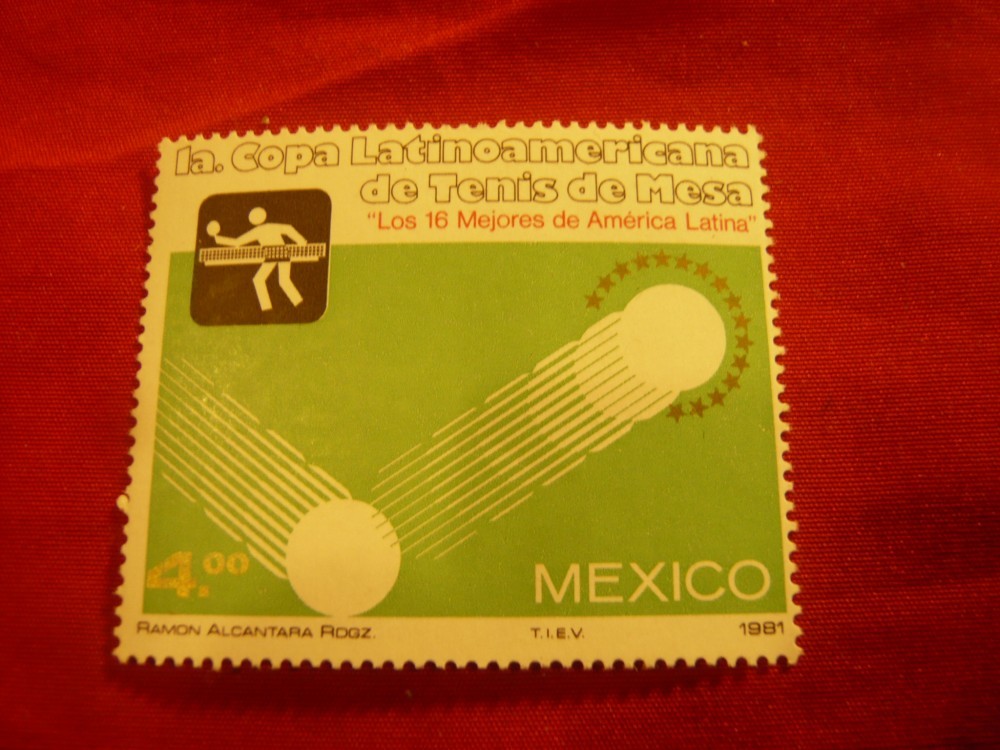 1a. Copa Latinoamericana
de Tenis de Mesa
"Los 16 Mejores de América Latina"
4.00
MEXICO
RAMON ALCANTARA RDGZ. T.I.E.V. 1981